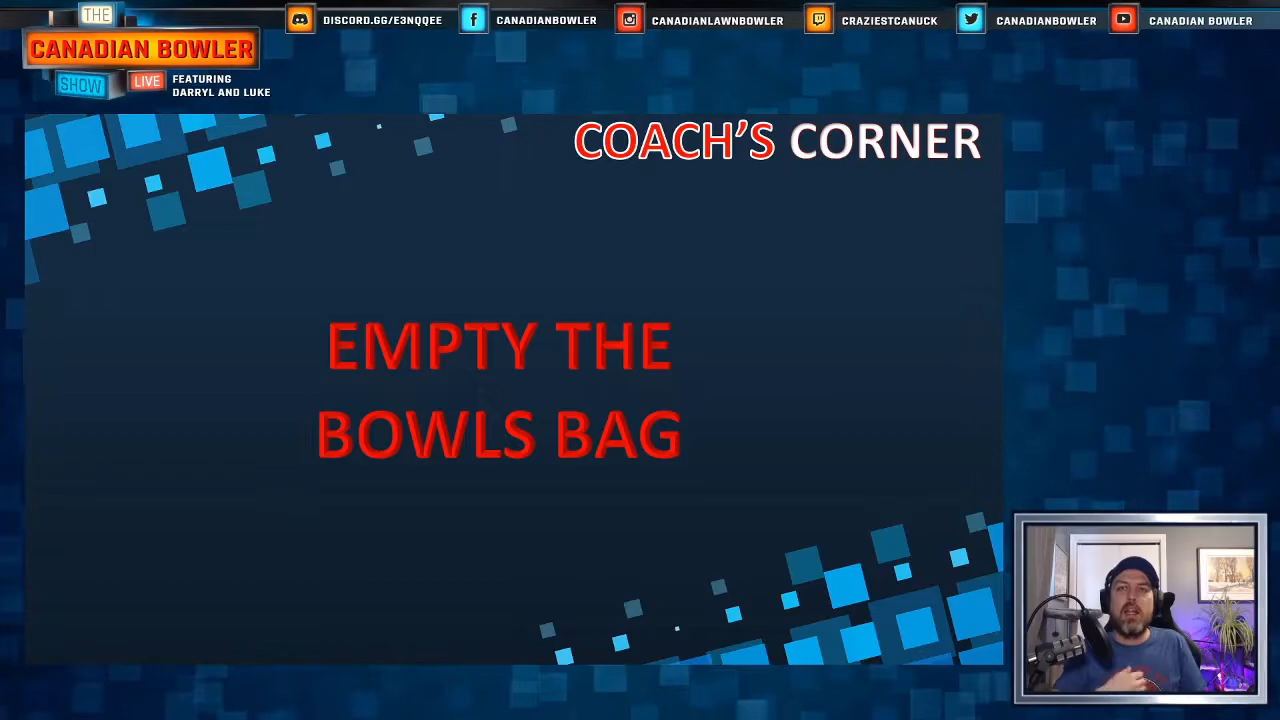 THE
CANADIAN BOWLER
SHOW
LIVE
FEATURING
DARRYL AND LUKE
DISCORD.GG/E3NQQEE
CANADIANBOWLER
CANADIANLAWNBOWLER
CRAZIESTCANUCK
CANADIANBOWLER
CANADIAN BOWLER
COACH'S CORNER
EMPTY THE
BOWLS BAG